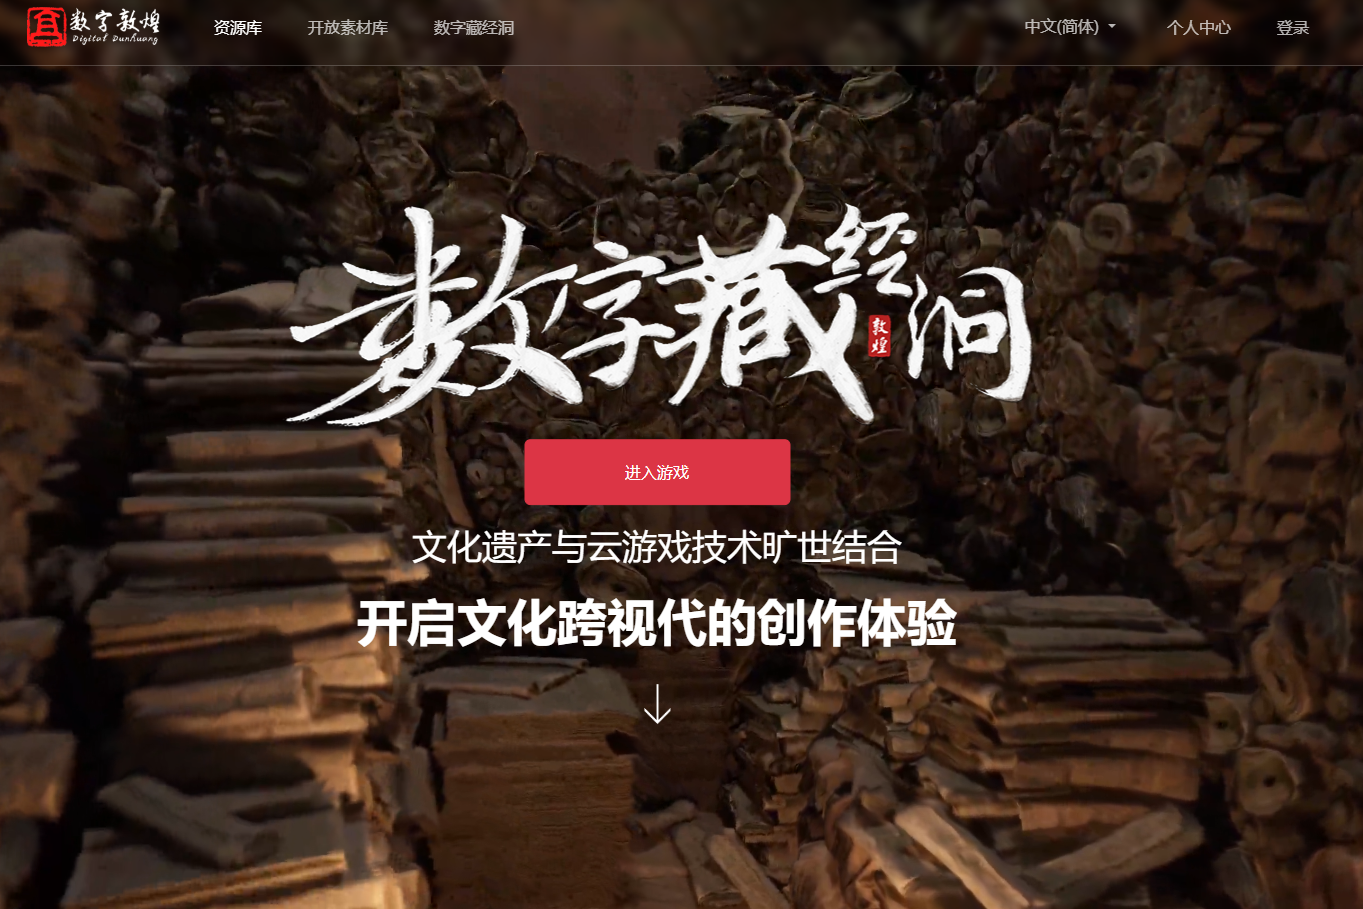 数字敦煌
Digital Dunhuang
资源库
开放素材库
数字藏经洞
中文(简体)
个人中心
登录
数字藏经洞
敦煌
进入游戏
文化遗产与云游戏技术旷世结合
开启文化跨视代的创作体验